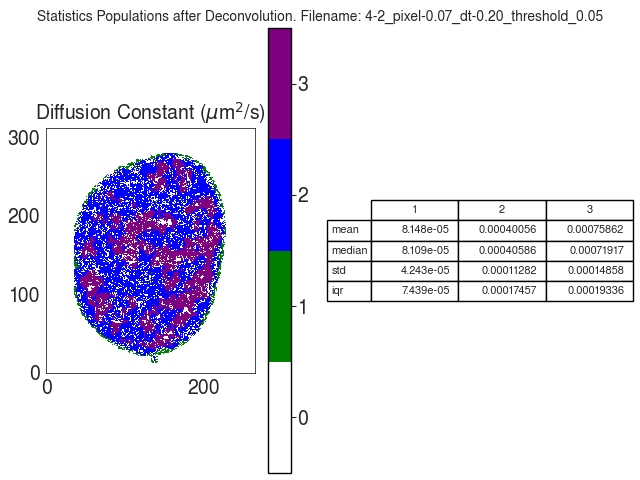 Statistics Populations after Deconvolution. Filename: 4-2_pixel-0.07_dt-0.20_threshold_0.05
Diffusion Constant (μm²/s)
300
200
100
0
0 200
3
2
1
0
1 2 3
mean 8.148e-05 0.00040056 0.00075862
median 8.109e-05 0.00040586 0.00071917
std 4.243e-05 0.00011282 0.00014858
iqr 7.439e-05 0.00017457 0.00019336